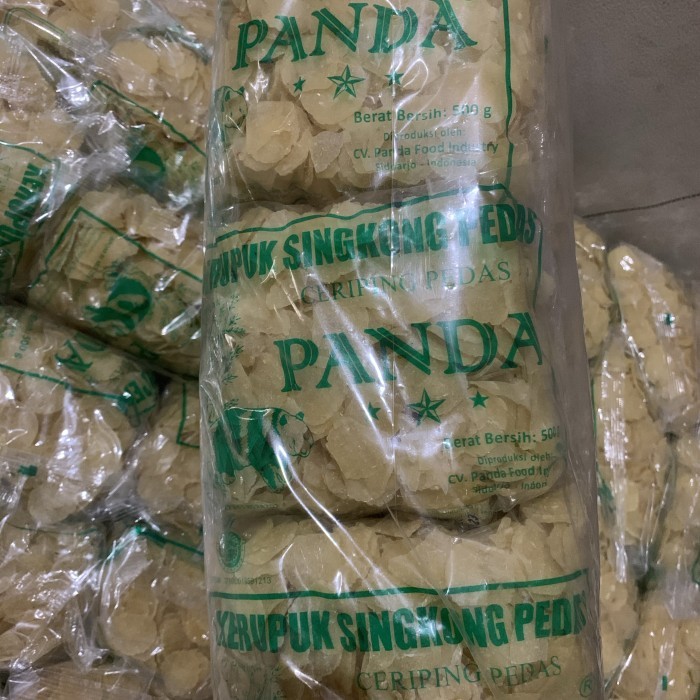 PANDA
Berat Bersih: 500 g
Diproduksi oleh:
CV. Panda Food Industry
Sidoarjo - Indonesia
KERUPUK SINGKONG PEDAS
CERIPING PEDAS
PANDA
Berat Bersih: 500
Diproduksi oleh:
CV. Panda Food
Indon
KERUPUK SINGKONG PEDAS
CERIPING PEDAS
®